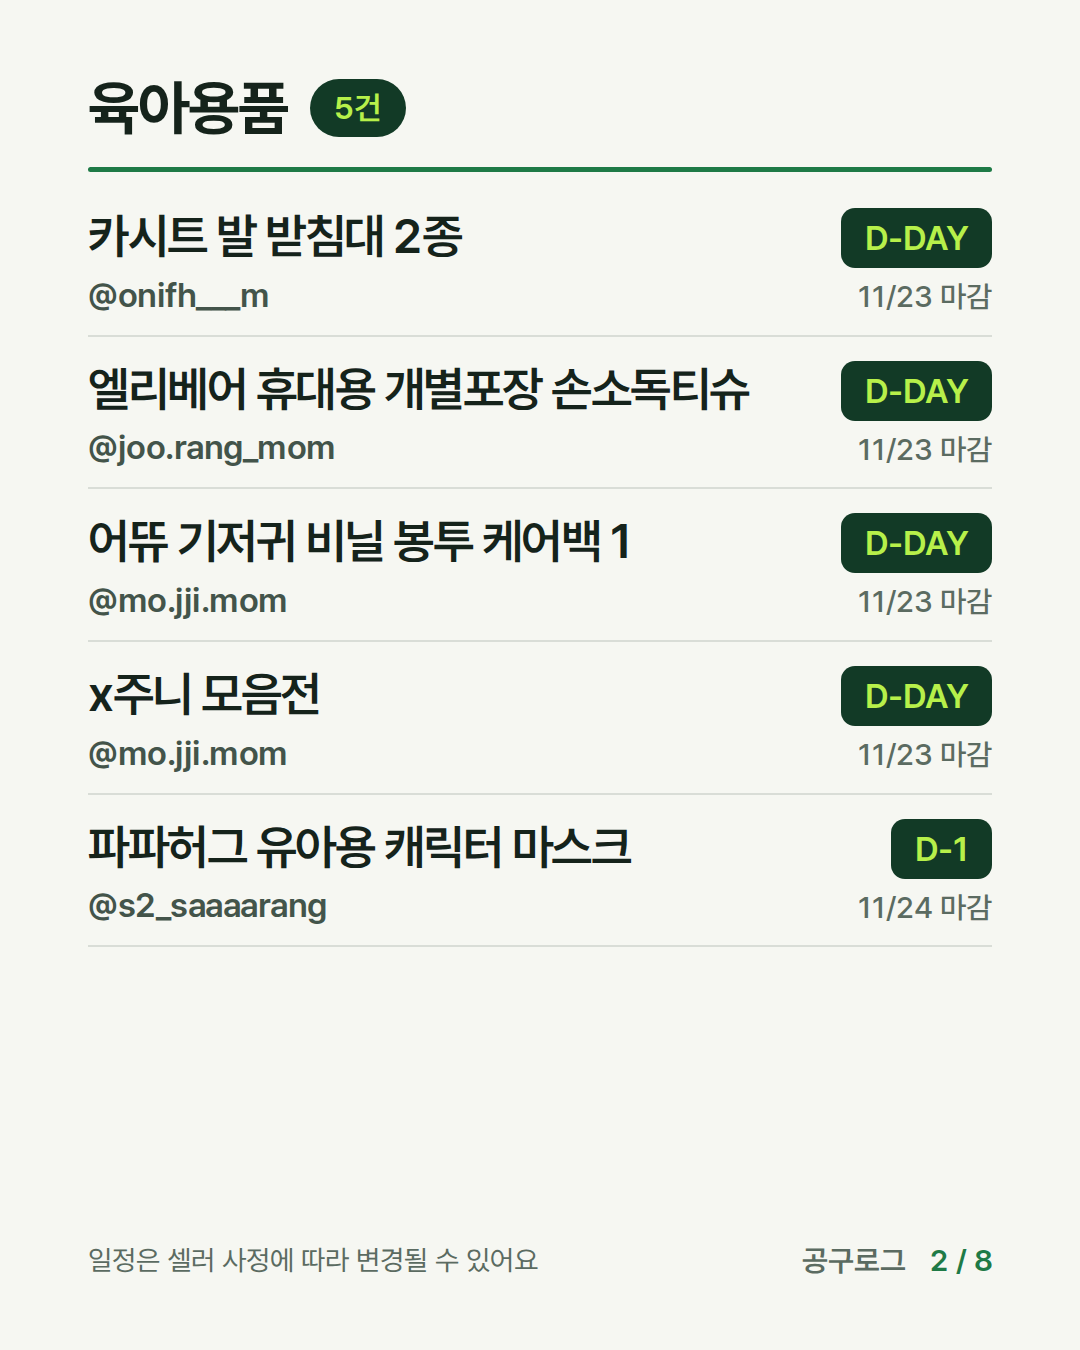 육아용품 5건
카시트 발 받침대 2종 D-DAY
@onifh___m 11/23 마감
엘리베어 휴대용 개별포장 손소독티슈 D-DAY
@joo.rang_mom 11/23 마감
어뜌 기저귀 비닐 봉투 케어백 1 D-DAY
@mo.jji.mom 11/23 마감
x주니 모음전 D-DAY
@mo.jji.mom 11/23 마감
파파허그 유아용 캐릭터 마스크 D-1
@s2_saaaarang 11/24 마감
일정은 셀러 사정에 따라 변경될 수 있어요 공구로그 2 / 8